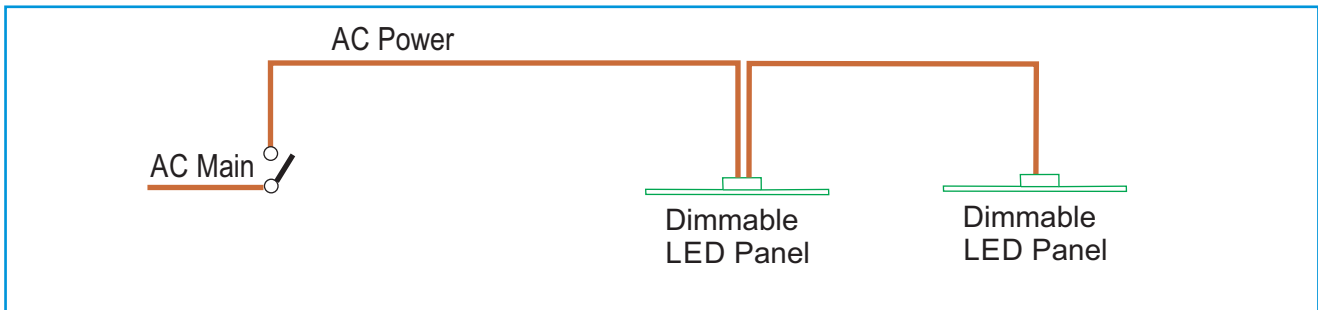 AC Power
AC Main
Dimmable
LED Panel
Dimmable
LED Panel